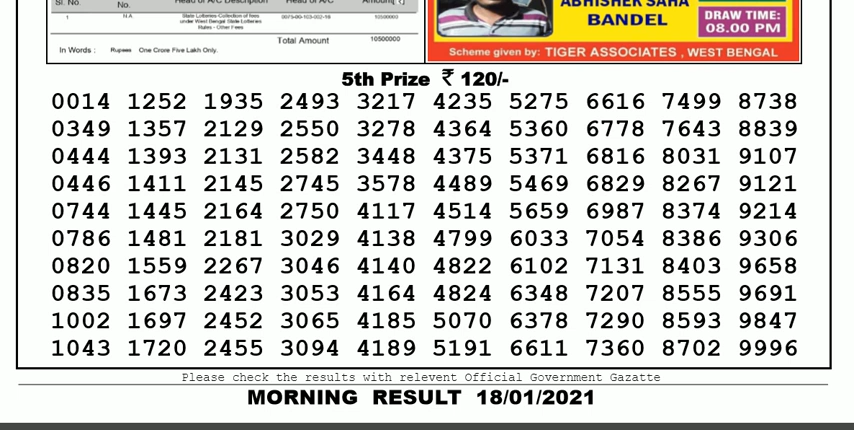 Sl. No. No. Head of A/C Description Head of A/C Amount
1 N.A State Lotteries-Collection of fees under West Bengal State Lotteries Rules - Other Fees 0075-00-103-002-16 10500000
Total Amount 10500000
In Words : Rupees One Crore Five Lakh Only.
ABHISHEK SAHA
BANDEL
DRAW TIME:
08.00 PM
Scheme given by: TIGER ASSOCIATES , WEST BENGAL
5th Prize ₹ 120/-
0014 1252 1935 2493 3217 4235 5275 6616 7499 8738
0349 1357 2129 2550 3278 4364 5360 6778 7643 8839
0444 1393 2131 2582 3448 4375 5371 6816 8031 9107
0446 1411 2145 2745 3578 4489 5469 6829 8267 9121
0744 1445 2164 2750 4117 4514 5659 6987 8374 9214
0786 1481 2181 3029 4138 4799 6033 7054 8386 9306
0820 1559 2267 3046 4140 4822 6102 7131 8403 9658
0835 1673 2423 3053 4164 4824 6348 7207 8555 9691
1002 1697 2452 3065 4185 5070 6378 7290 8593 9847
1043 1720 2455 3094 4189 5191 6611 7360 8702 9996
Please check the results with relevent Official Government Gazatte
MORNING RESULT 18/01/2021